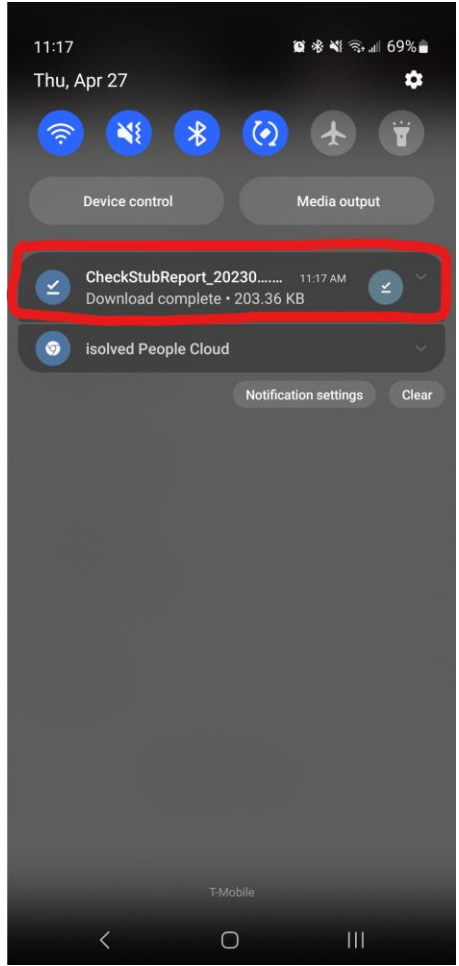 11:17 69%
Thu, Apr 27
Device control Media output
CheckStubReport_20230...... 11:17 AM
Download complete • 203.36 KB
isolved People Cloud
Notification settings Clear
T-Mobile